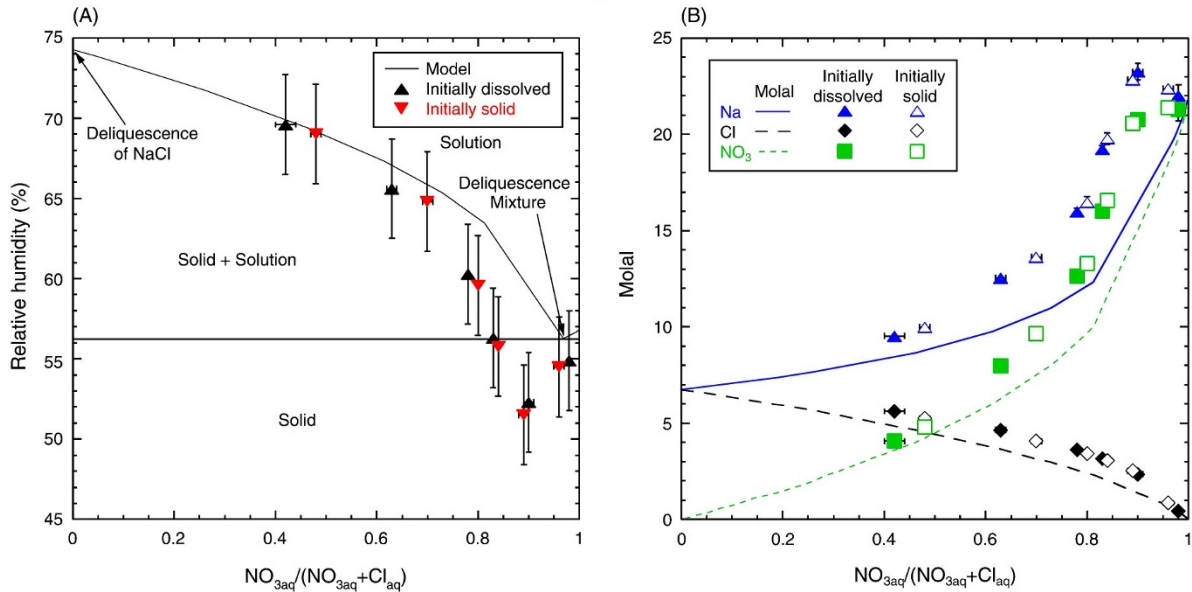 (A)
75
70
65
60
55
50
45
Relative humidity (%)
Model
Initially dissolved
Initially solid
Deliquescence
of NaCl
Solution
Deliquescence
Mixture
Solid + Solution
Solid
0
0.2
0.4
0.6
0.8
1
NO3aq/(NO3aq+Claq)
(B)
25
20
15
10
5
0
Molal
Molal
Initially
dissolved
Initially
solid
Na
Cl
NO3
0
0.2
0.4
0.6
0.8
1
NO3aq/(NO3aq+Claq)